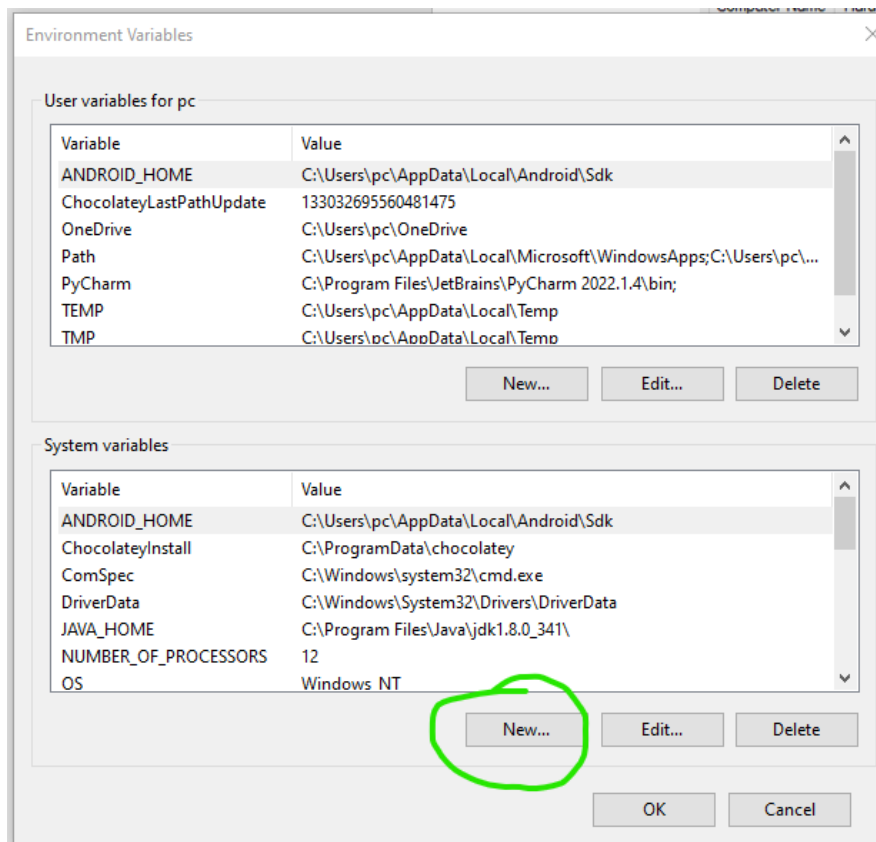 Computer Name Hard
Environment Variables
User variables for pc
Variable Value
ANDROID_HOME C:\Users\pc\AppData\Local\Android\Sdk
ChocolateyLastPathUpdate 133032695560481475
OneDrive C:\Users\pc\OneDrive
Path C:\Users\pc\AppData\Local\Microsoft\WindowsApps;C:\Users\pc\...
PyCharm C:\Program Files\JetBrains\PyCharm 2022.1.4\bin;
TEMP C:\Users\pc\AppData\Local\Temp
TMP C:\Users\pc\AppData\Local\Temp
New... Edit... Delete
System variables
Variable Value
ANDROID_HOME C:\Users\pc\AppData\Local\Android\Sdk
ChocolateyInstall C:\ProgramData\chocolatey
ComSpec C:\Windows\system32\cmd.exe
DriverData C:\Windows\System32\Drivers\DriverData
JAVA_HOME C:\Program Files\Java\jdk1.8.0_341\
NUMBER_OF_PROCESSORS 12
OS Windows_NT
New... Edit... Delete
OK Cancel